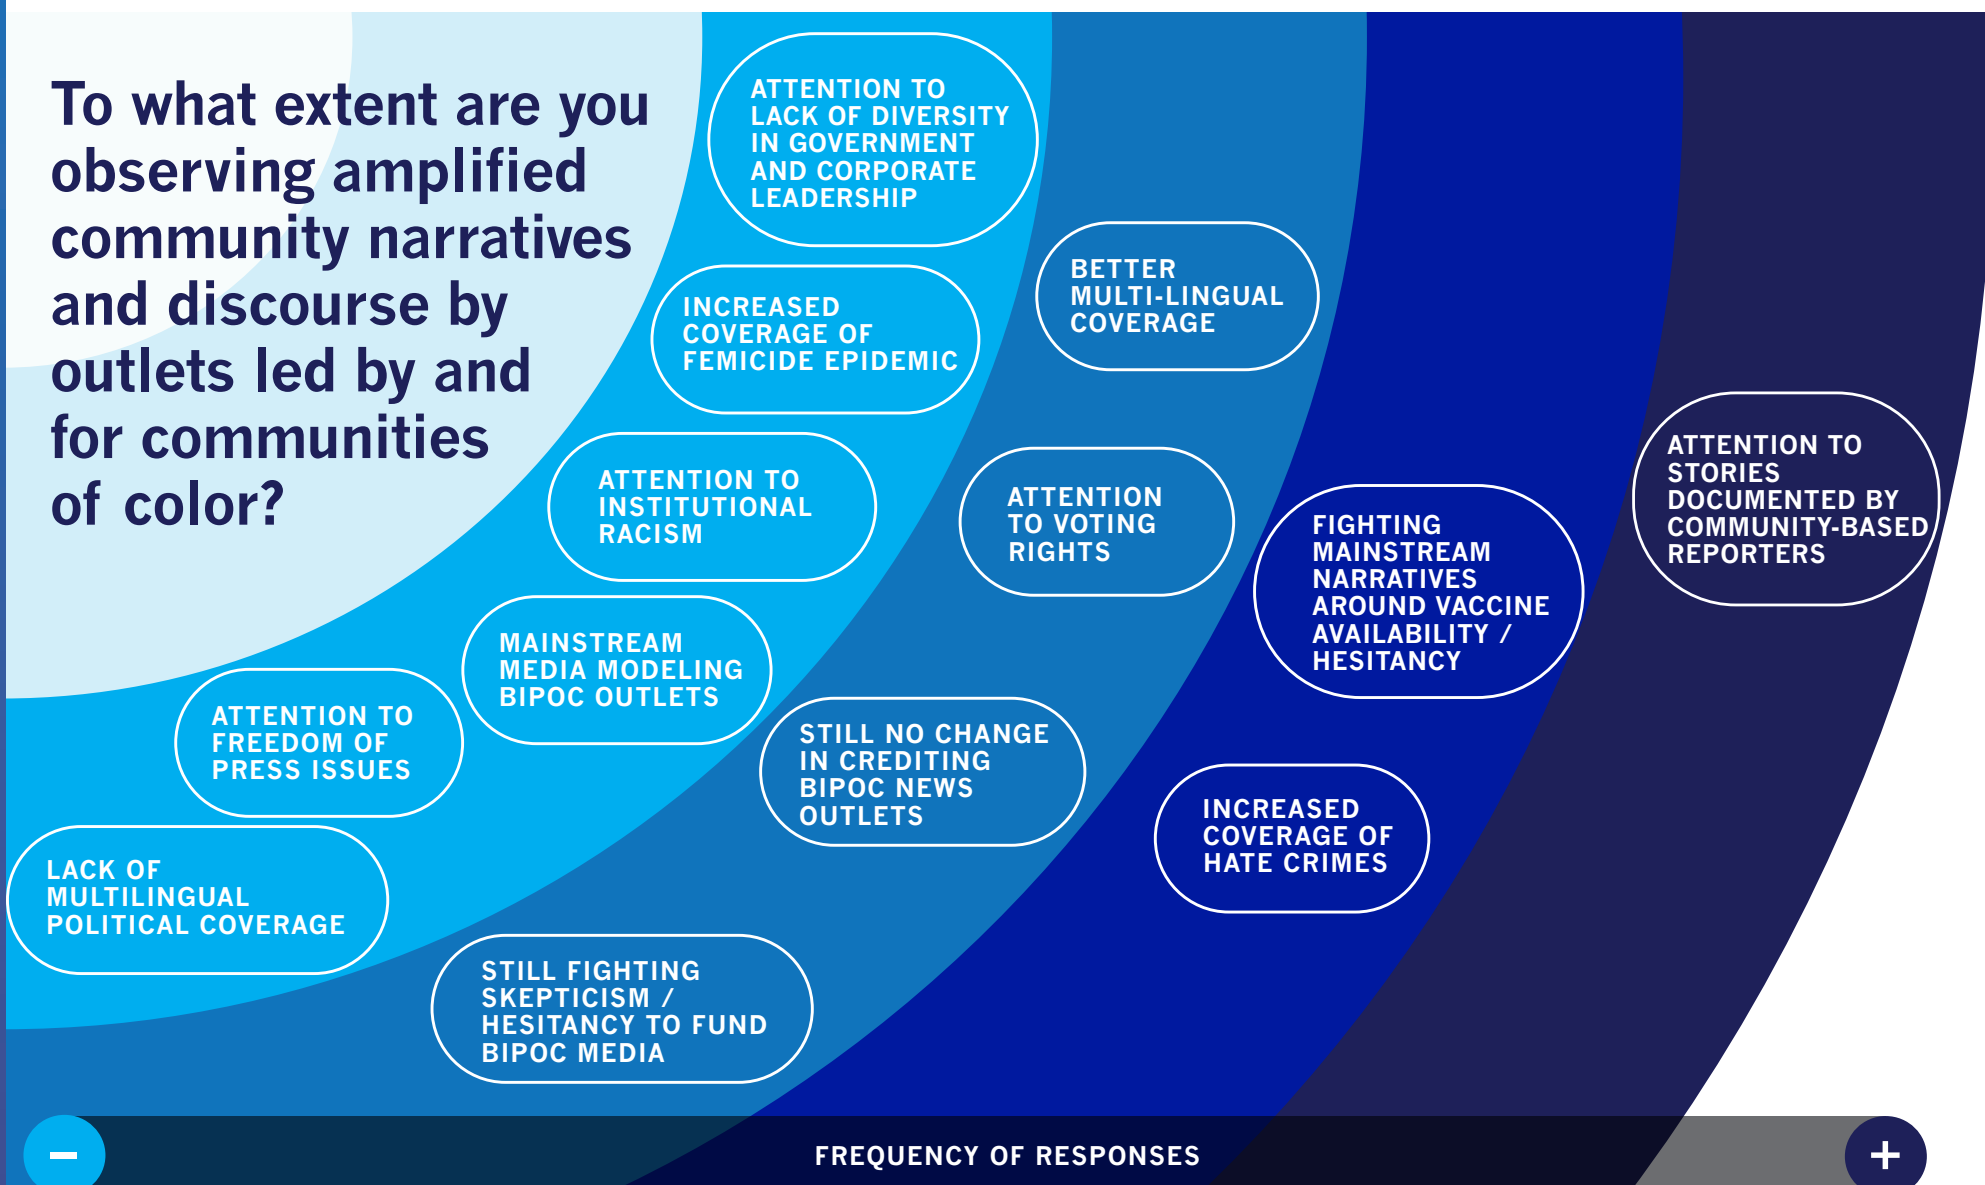 To what extent are you
observing amplified
community narratives
and discourse by
outlets led by and
for communities
of color?
ATTENTION TO
LACK OF DIVERSITY
IN GOVERNMENT
AND CORPORATE
LEADERSHIP
INCREASED
COVERAGE OF
FEMICIDE EPIDEMIC
BETTER
MULTI-LINGUAL
COVERAGE
ATTENTION TO
INSTITUTIONAL
RACISM
ATTENTION
TO VOTING
RIGHTS
FIGHTING
MAINSTREAM
NARRATIVES
AROUND VACCINE
AVAILABILITY /
HESITANCY
ATTENTION TO
STORIES
DOCUMENTED BY
COMMUNITY-BASED
REPORTERS
MAINSTREAM
MEDIA MODELING
BIPOC OUTLETS
ATTENTION TO
FREEDOM OF
PRESS ISSUES
STILL NO CHANGE
IN CREDITING
BIPOC NEWS
OUTLETS
INCREASED
COVERAGE OF
HATE CRIMES
LACK OF
MULTILINGUAL
POLITICAL COVERAGE
STILL FIGHTING
SKEPTICISM /
HESITANCY TO FUND
BIPOC MEDIA
–
FREQUENCY OF RESPONSES
+